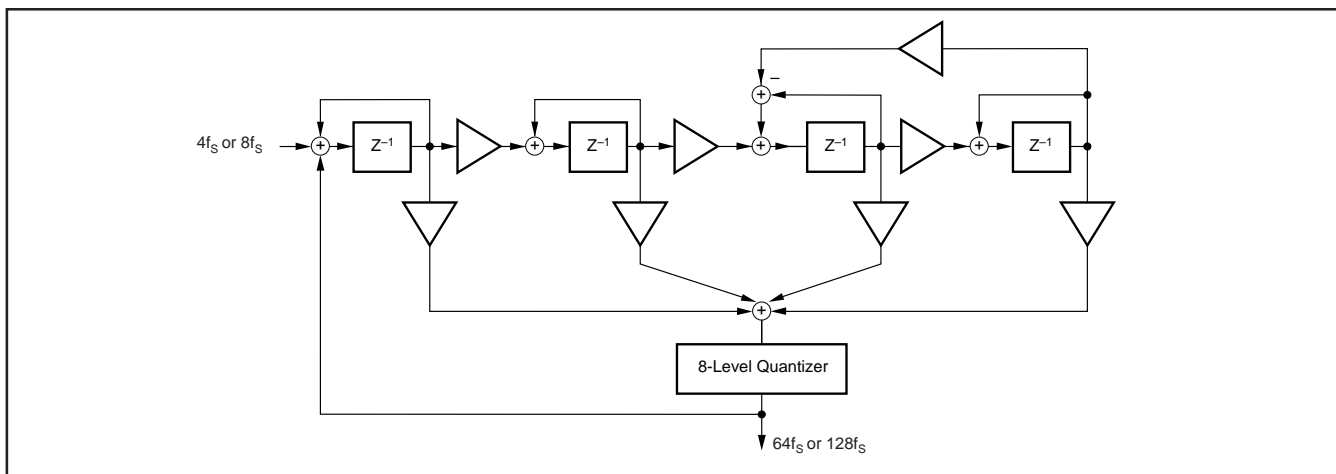 –
+
4fS or 8fS
+
Z–1
+
Z–1
+
Z–1
+
Z–1
+
8-Level Quantizer
64fS or 128fS